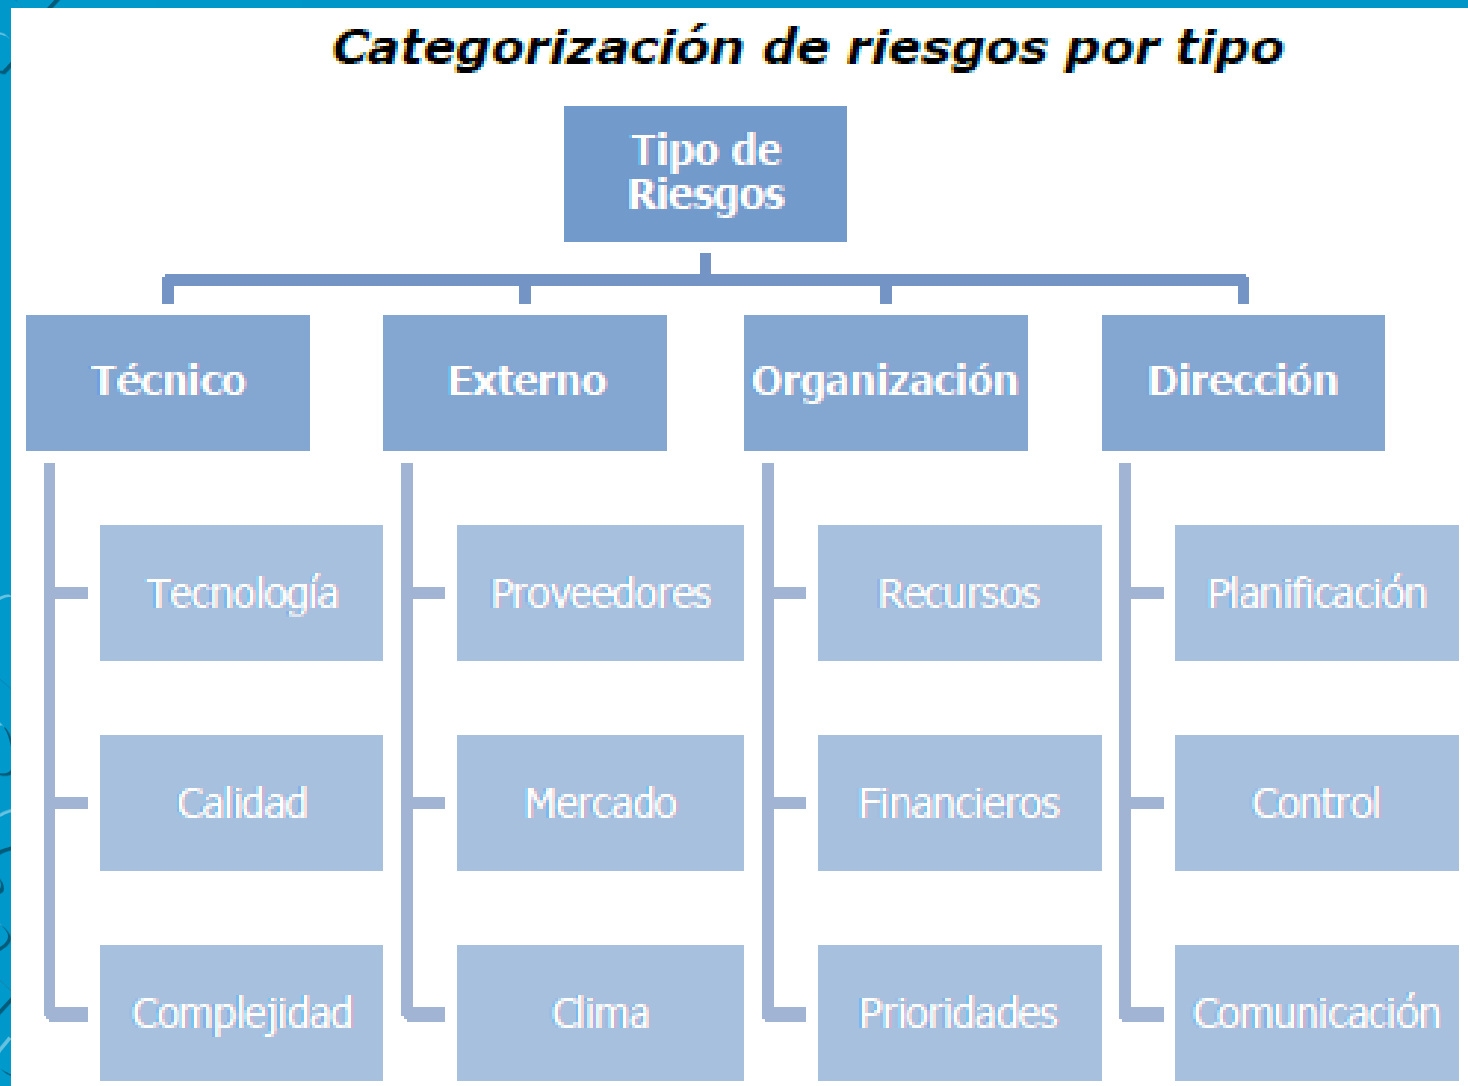 Categorización de riesgos por tipo
Tipo de
Riesgos
Técnico
Externo
Organización
Dirección
Tecnología
Proveedores
Recursos
Planificación
Calidad
Mercado
Financieros
Control
Complejidad
Clima
Prioridades
Comunicación